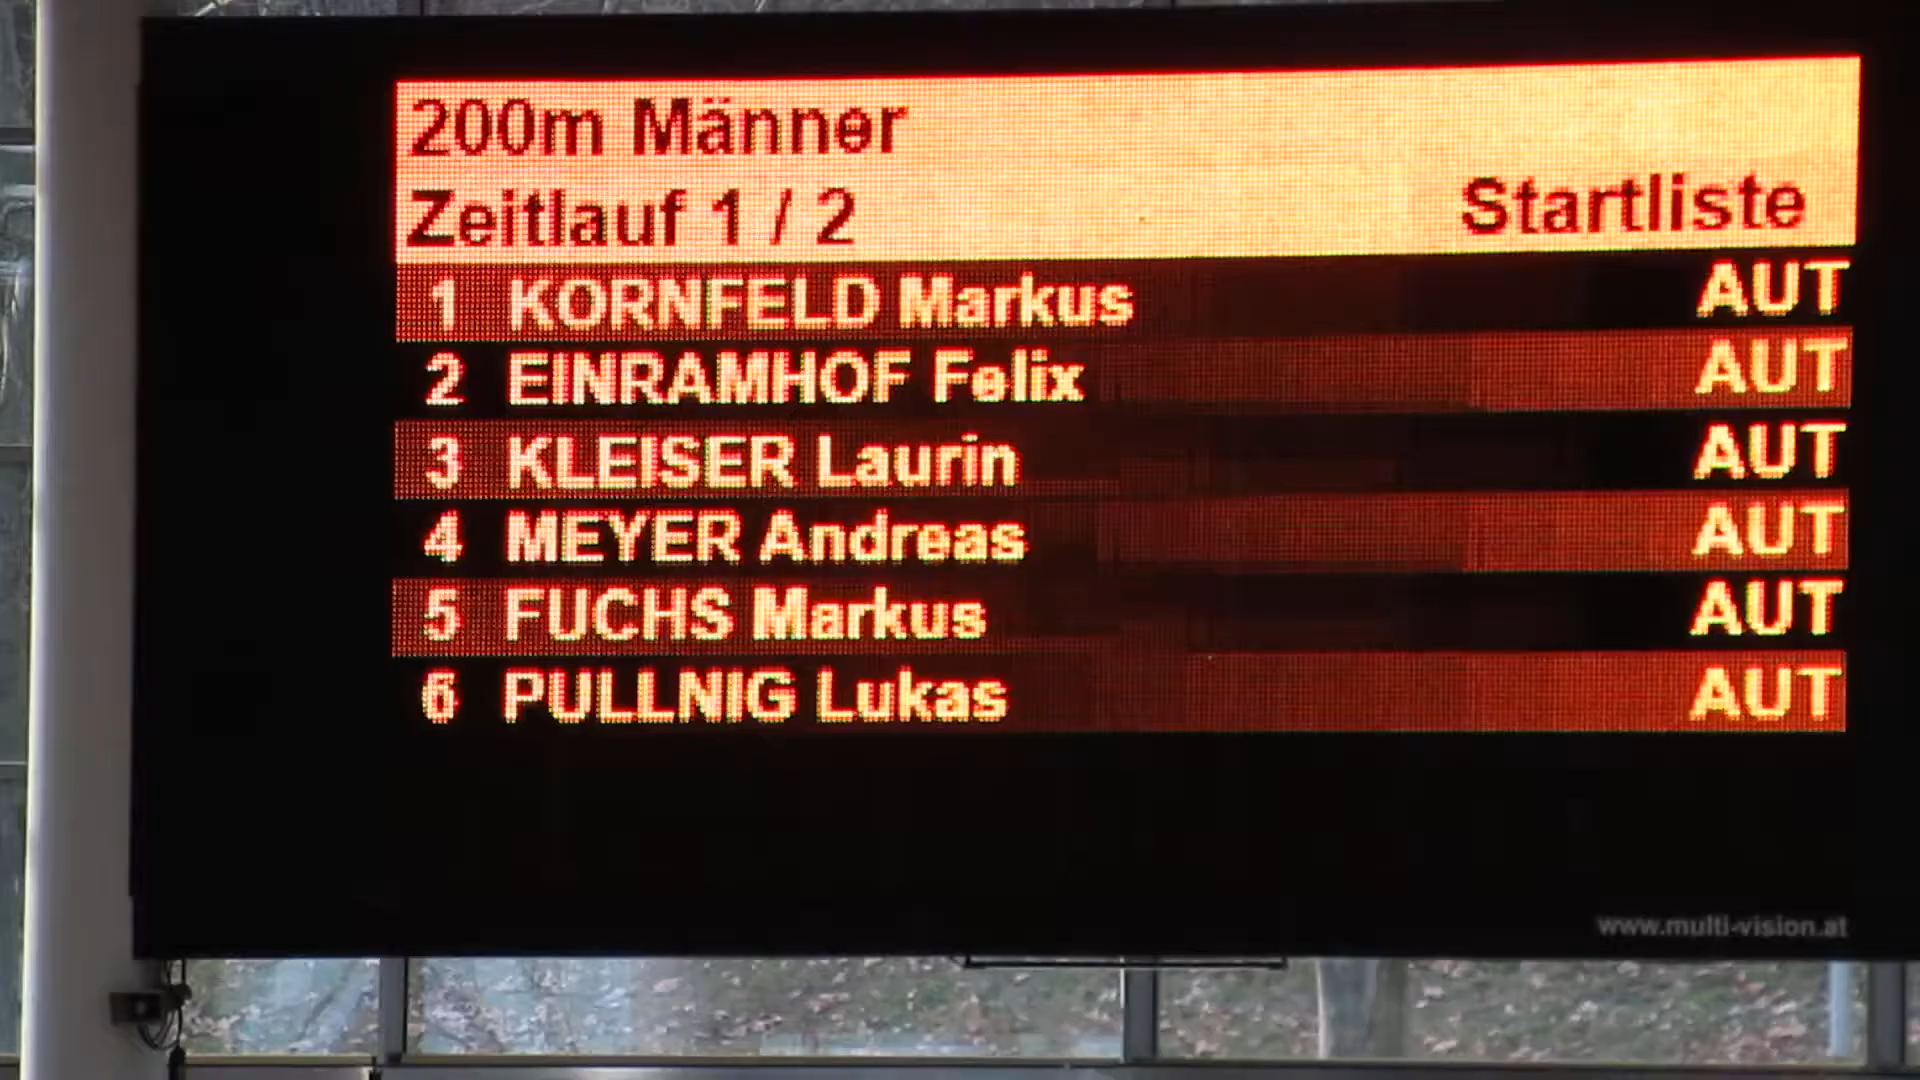 200m Männer
Zeitlauf 1 / 2 Startliste
1 KORNFELD Markus AUT
2 EINRAMHOF Felix AUT
3 KLEISER Laurin AUT
4 MEYER Andreas AUT
5 FUCHS Markus AUT
6 PULLNIG Lukas AUT
www.multi-vision.at